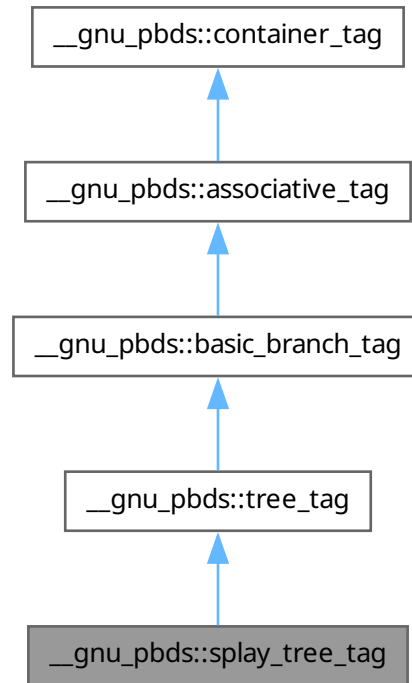 __gnu_pbds::container_tag
__gnu_pbds::associative_tag
__gnu_pbds::basic_branch_tag
__gnu_pbds::tree_tag
__gnu_pbds::splay_tree_tag